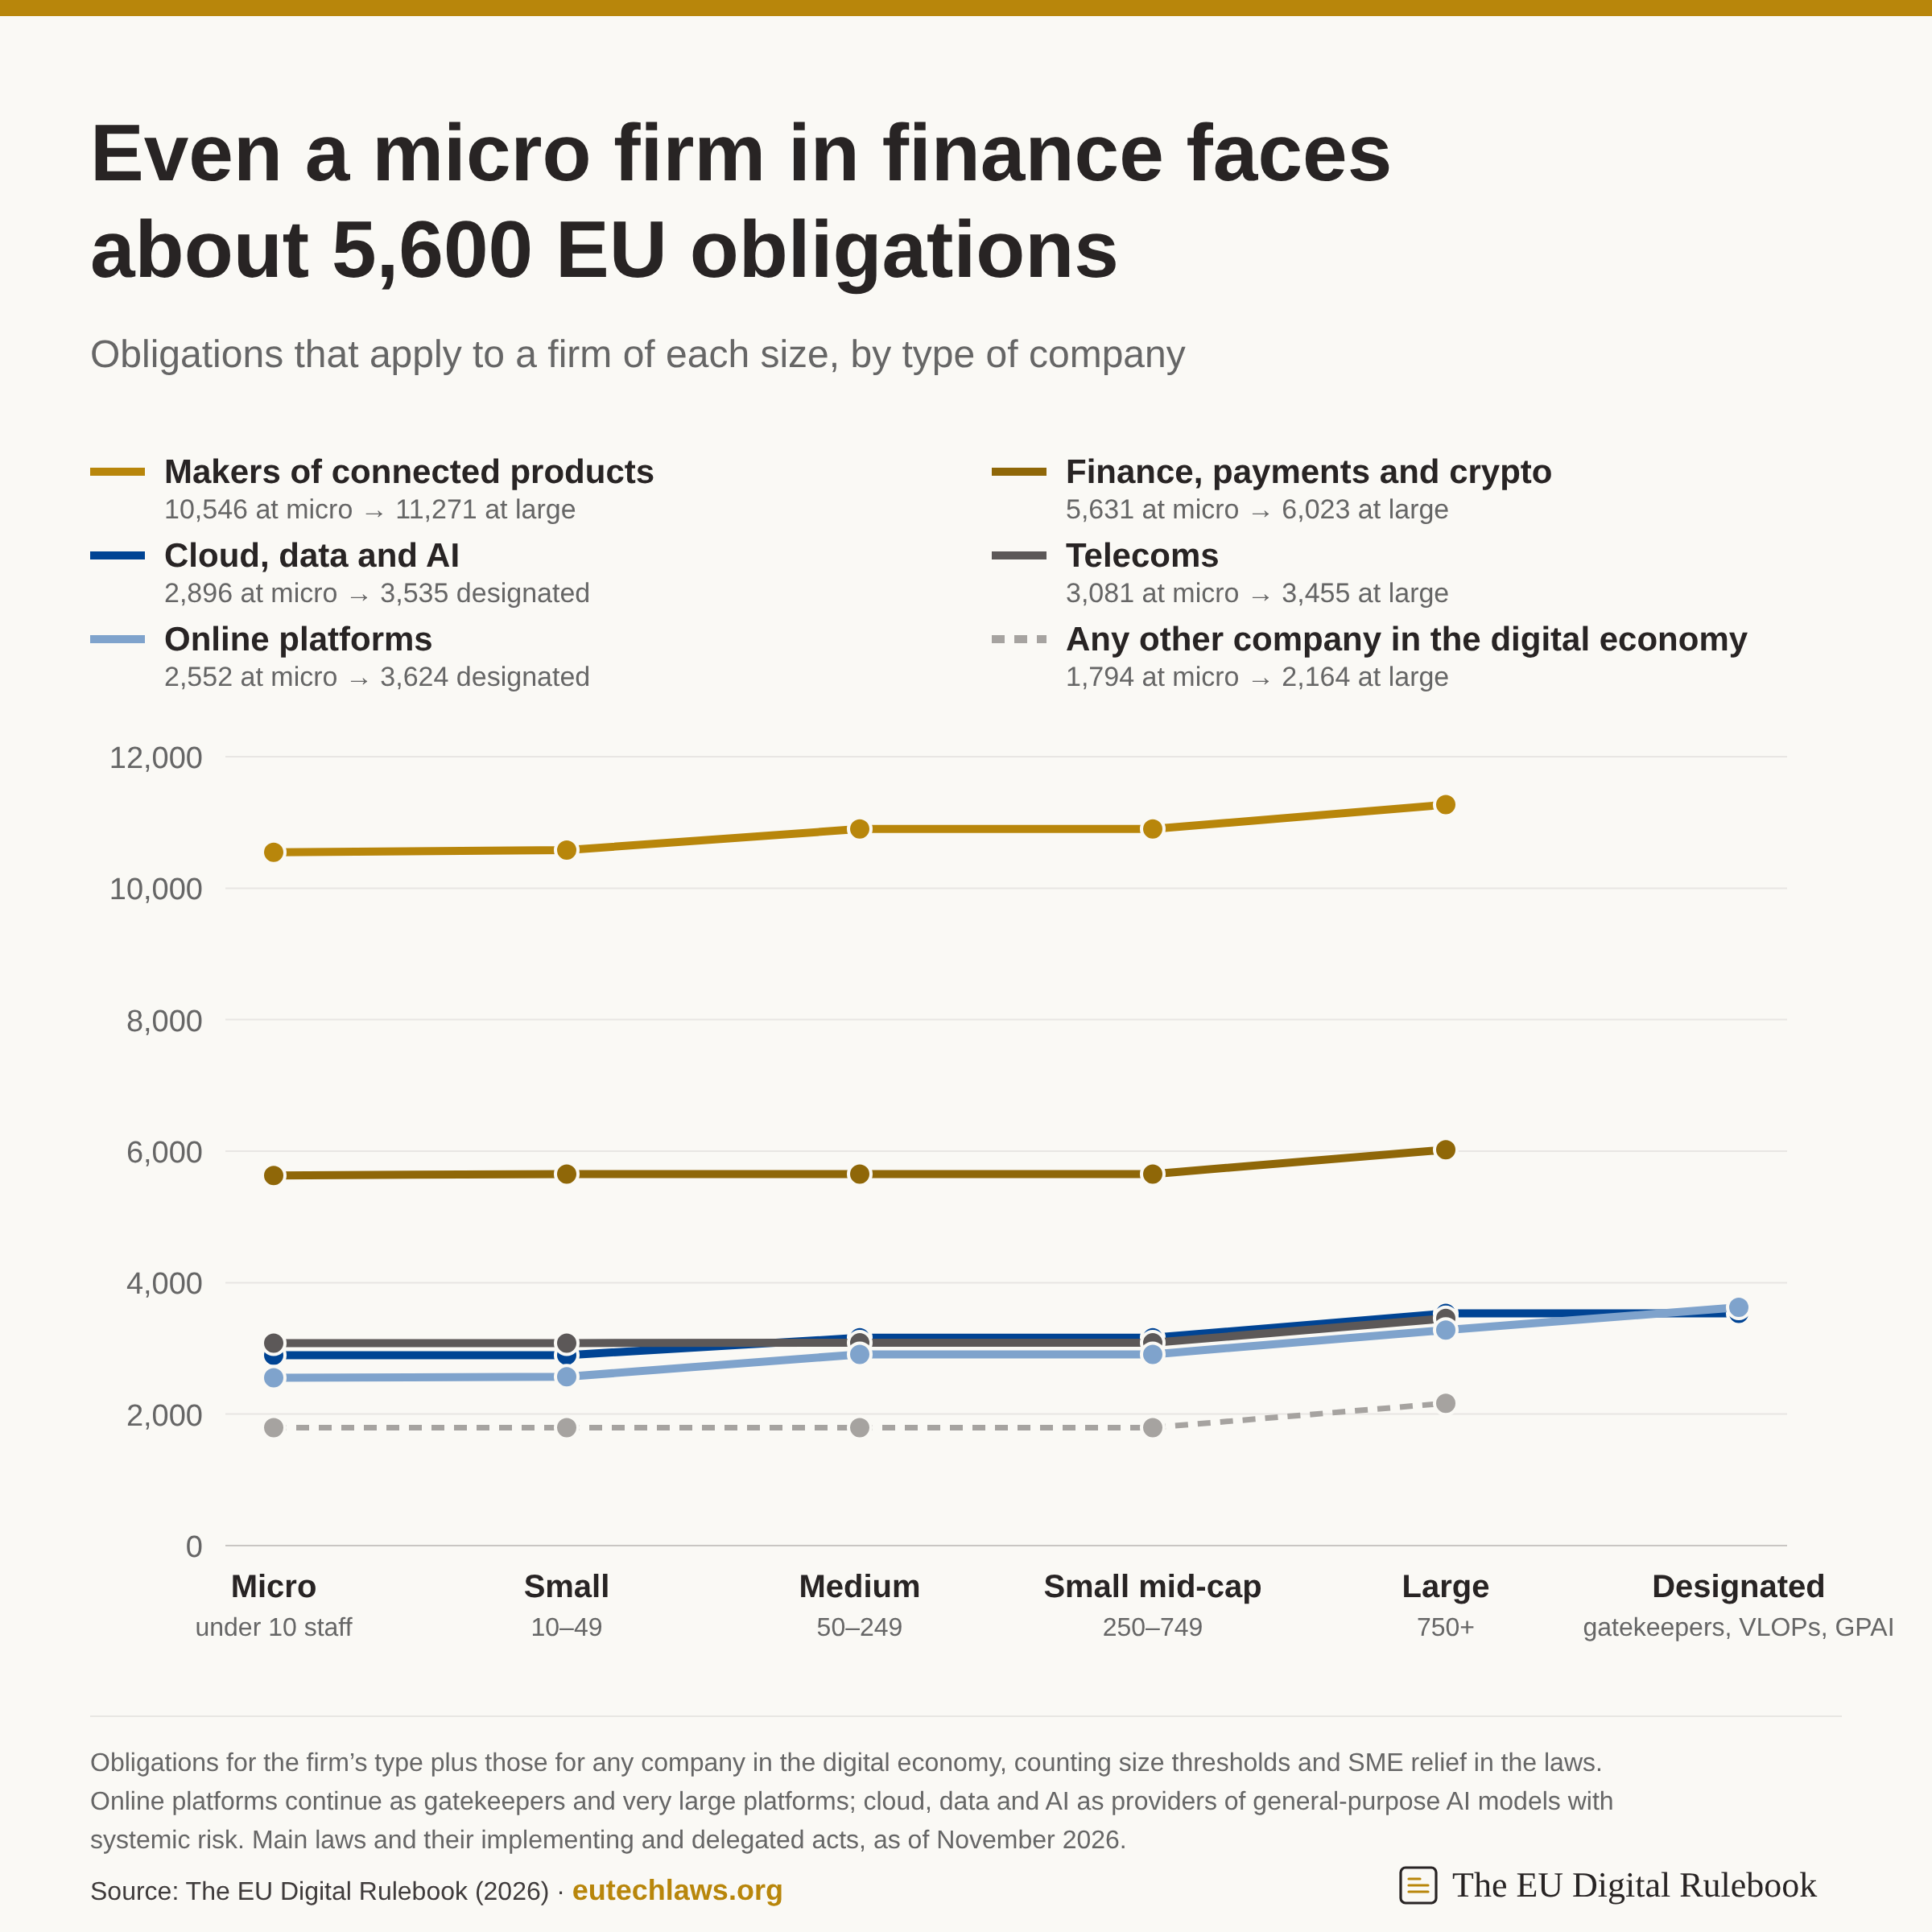 Even a micro firm in finance faces
about 5,600 EU obligations
Obligations that apply to a firm of each size, by type of company
Makers of connected products
10,546 at micro → 11,271 at large
Finance, payments and crypto
5,631 at micro → 6,023 at large
Cloud, data and AI
2,896 at micro → 3,535 designated
Telecoms
3,081 at micro → 3,455 at large
Online platforms
2,552 at micro → 3,624 designated
Any other company in the digital economy
1,794 at micro → 2,164 at large
12,000
10,000
8,000
6,000
4,000
2,000
0
Micro
under 10 staff
Small
10–49
Medium
50–249
Small mid-cap
250–749
Large
750+
Designated
gatekeepers, VLOPs, GPAI
Obligations for the firm’s type plus those for any company in the digital economy, counting size thresholds and SME relief in the laws.
Online platforms continue as gatekeepers and very large platforms; cloud, data and AI as providers of general-purpose AI models with
systemic risk. Main laws and their implementing and delegated acts, as of November 2026.
Source: The EU Digital Rulebook (2026) · eutechlaws.org
The EU Digital Rulebook